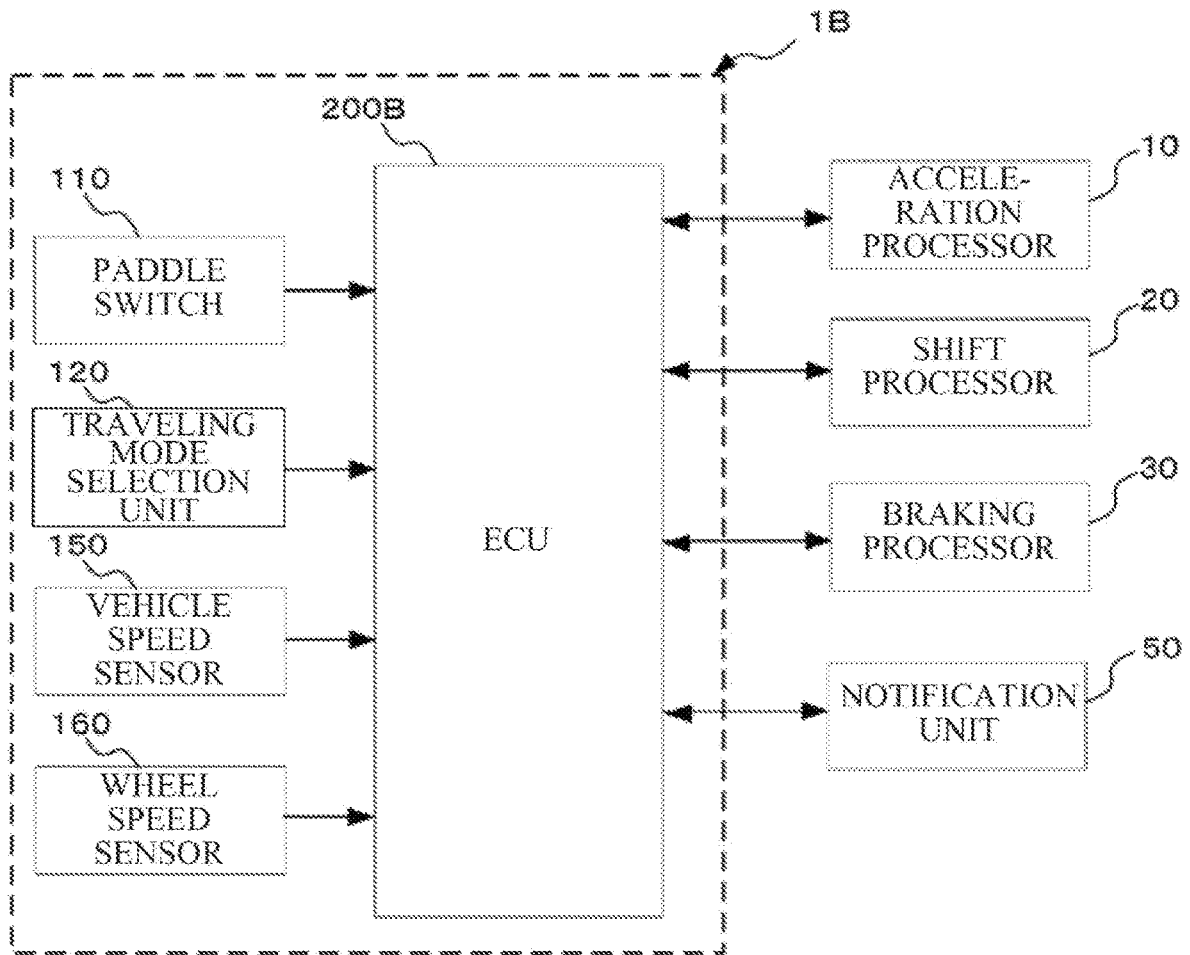 1B
200B
110
PADDLE
SWITCH
120
TRAVELING
MODE
SELECTION
UNIT
150
VEHICLE
SPEED
SENSOR
160
WHEEL
SPEED
SENSOR
ECU
10
ACCELE-
RATION
PROCESSOR
20
SHIFT
PROCESSOR
30
BRAKING
PROCESSOR
50
NOTIFICATION
UNIT